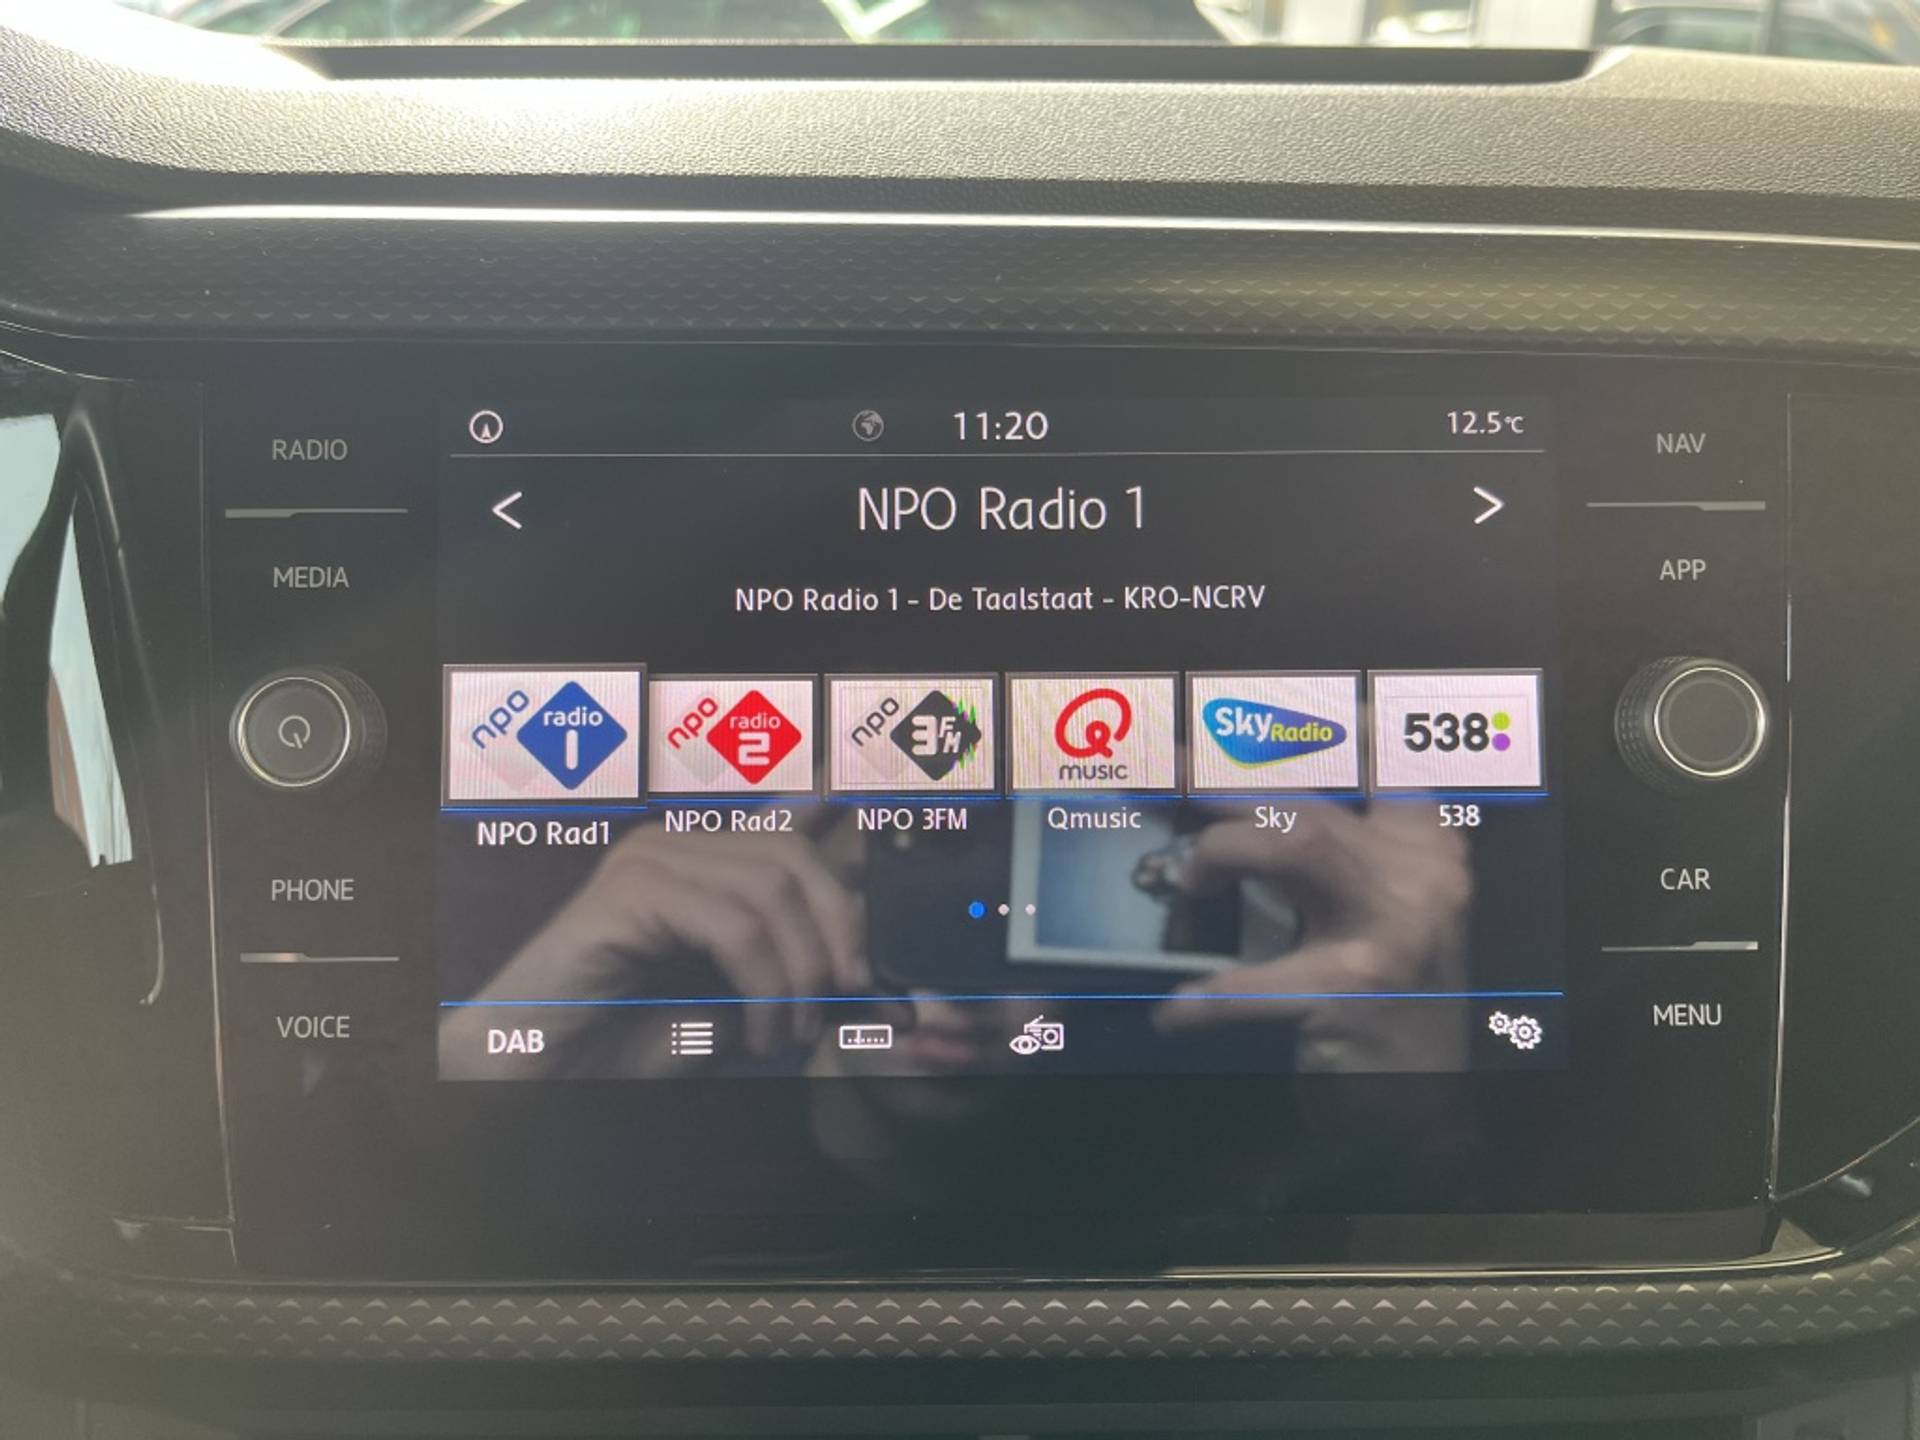 11:20
12.5°C
RADIO
NAV
< NPO Radio 1 >
MEDIA
APP
NPO Radio 1 - De Taalstaat - KRO-NCRV
npo radio 1
npo radio 2
npo 3FM
Q music
Sky Radio
538
NPO Rad1
NPO Rad2
NPO 3FM
Qmusic
Sky
538
PHONE
CAR
VOICE
MENU
DAB